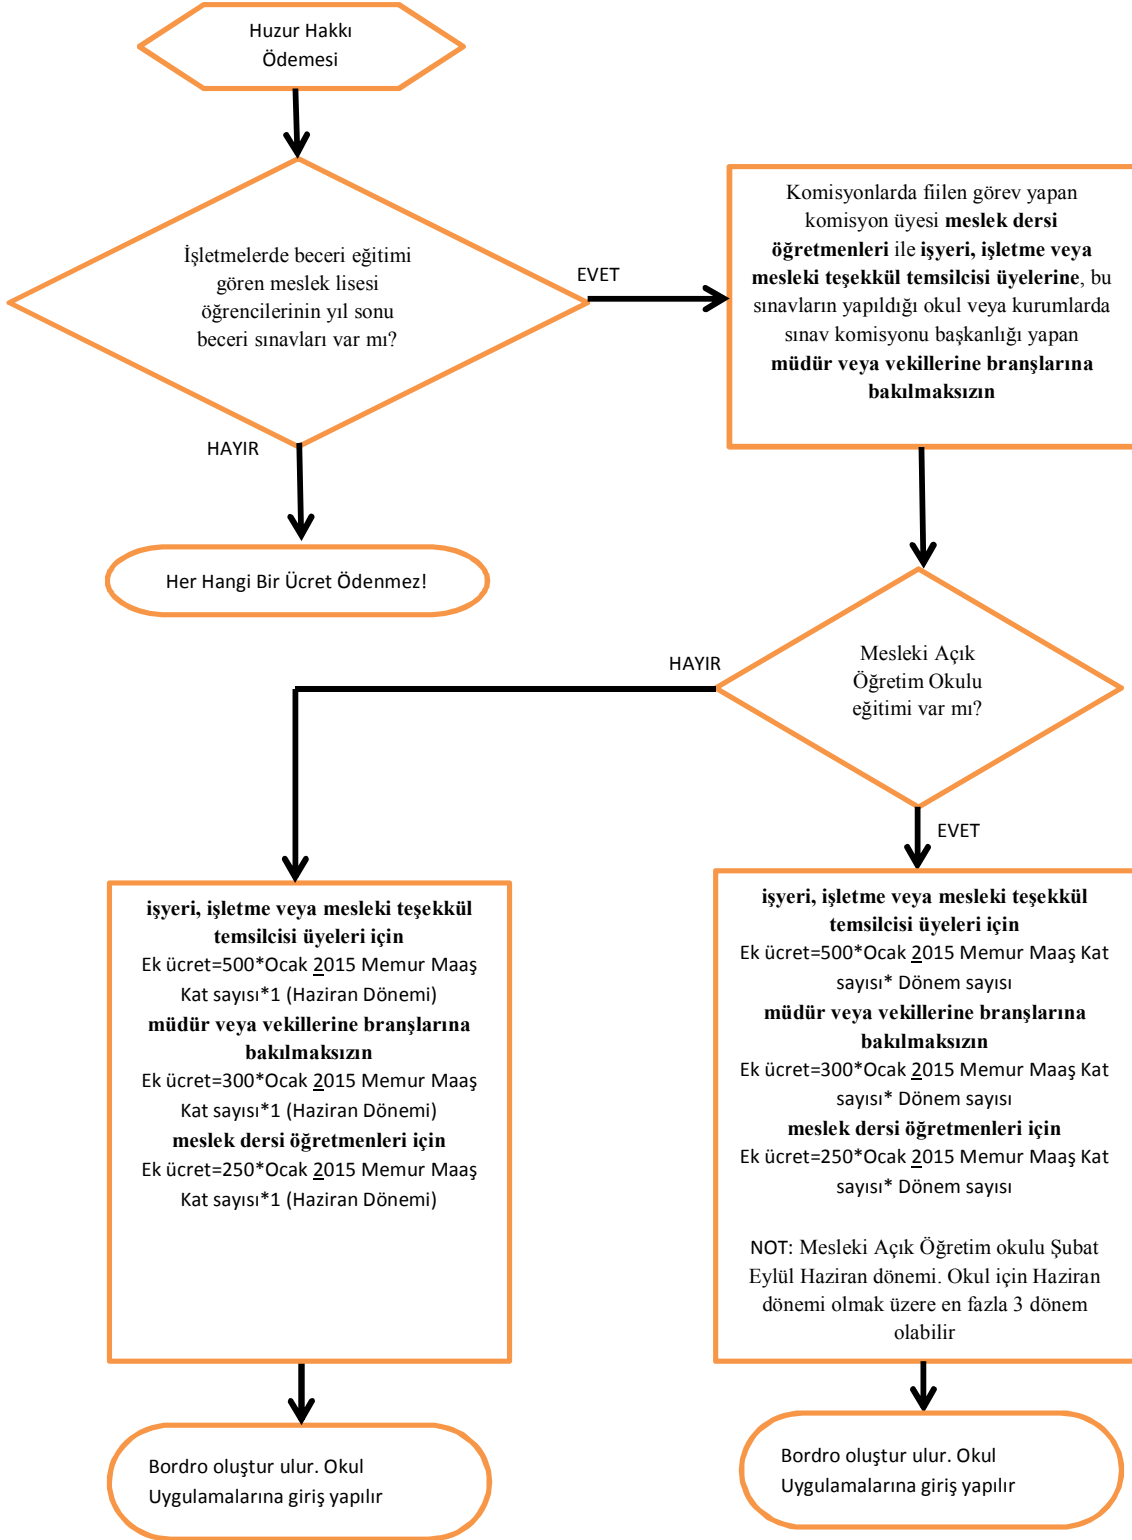 Huzur Hakkı
Ödemesi
İşletmelerde beceri eğitimi
gören meslek lisesi
öğrencilerinin yıl sonu
beceri sınavları var mı?
EVET
Komisyonlarda fiilen görev yapan
komisyon üyesi meslek dersi
öğretmenleri ile işyeri, işletme veya
mesleki teşekkül temsilcisi üyelerine, bu
sınavların yapıldığı okul veya kurumlarda
sınav komisyonu başkanlığı yapan
müdür veya vekillerine branşlarına
bakılmaksızın
HAYIR
Her Hangi Bir Ücret Ödenmez!
Mesleki Açık
Öğretim Okulu
eğitimi var mı?
HAYIR
EVET
işyeri, işletme veya mesleki teşekkül
temsilcisi üyeleri için
Ek ücret=500*Ocak 2015 Memur Maaş
Kat sayısı*1 (Haziran Dönemi)
müdür veya vekillerine branşlarına
bakılmaksızın
Ek ücret=300*Ocak 2015 Memur Maaş
Kat sayısı*1 (Haziran Dönemi)
meslek dersi öğretmenleri için
Ek ücret=250*Ocak 2015 Memur Maaş
Kat sayısı*1 (Haziran Dönemi)
işyeri, işletme veya mesleki teşekkül
temsilcisi üyeleri için
Ek ücret=500*Ocak 2015 Memur Maaş Kat
sayısı* Dönem sayısı
müdür veya vekillerine branşlarına
bakılmaksızın
Ek ücret=300*Ocak 2015 Memur Maaş Kat
sayısı* Dönem sayısı
meslek dersi öğretmenleri için
Ek ücret=250*Ocak 2015 Memur Maaş Kat
sayısı* Dönem sayısı
NOT: Mesleki Açık Öğretim okulu Şubat
Eylül Haziran dönemi. Okul için Haziran
dönemi olmak üzere en fazla 3 dönem
olabilir
Bordro oluştur ulur. Okul
Uygulamalarına giriş yapılır
Bordro oluştur ulur. Okul
Uygulamalarına giriş yapılır